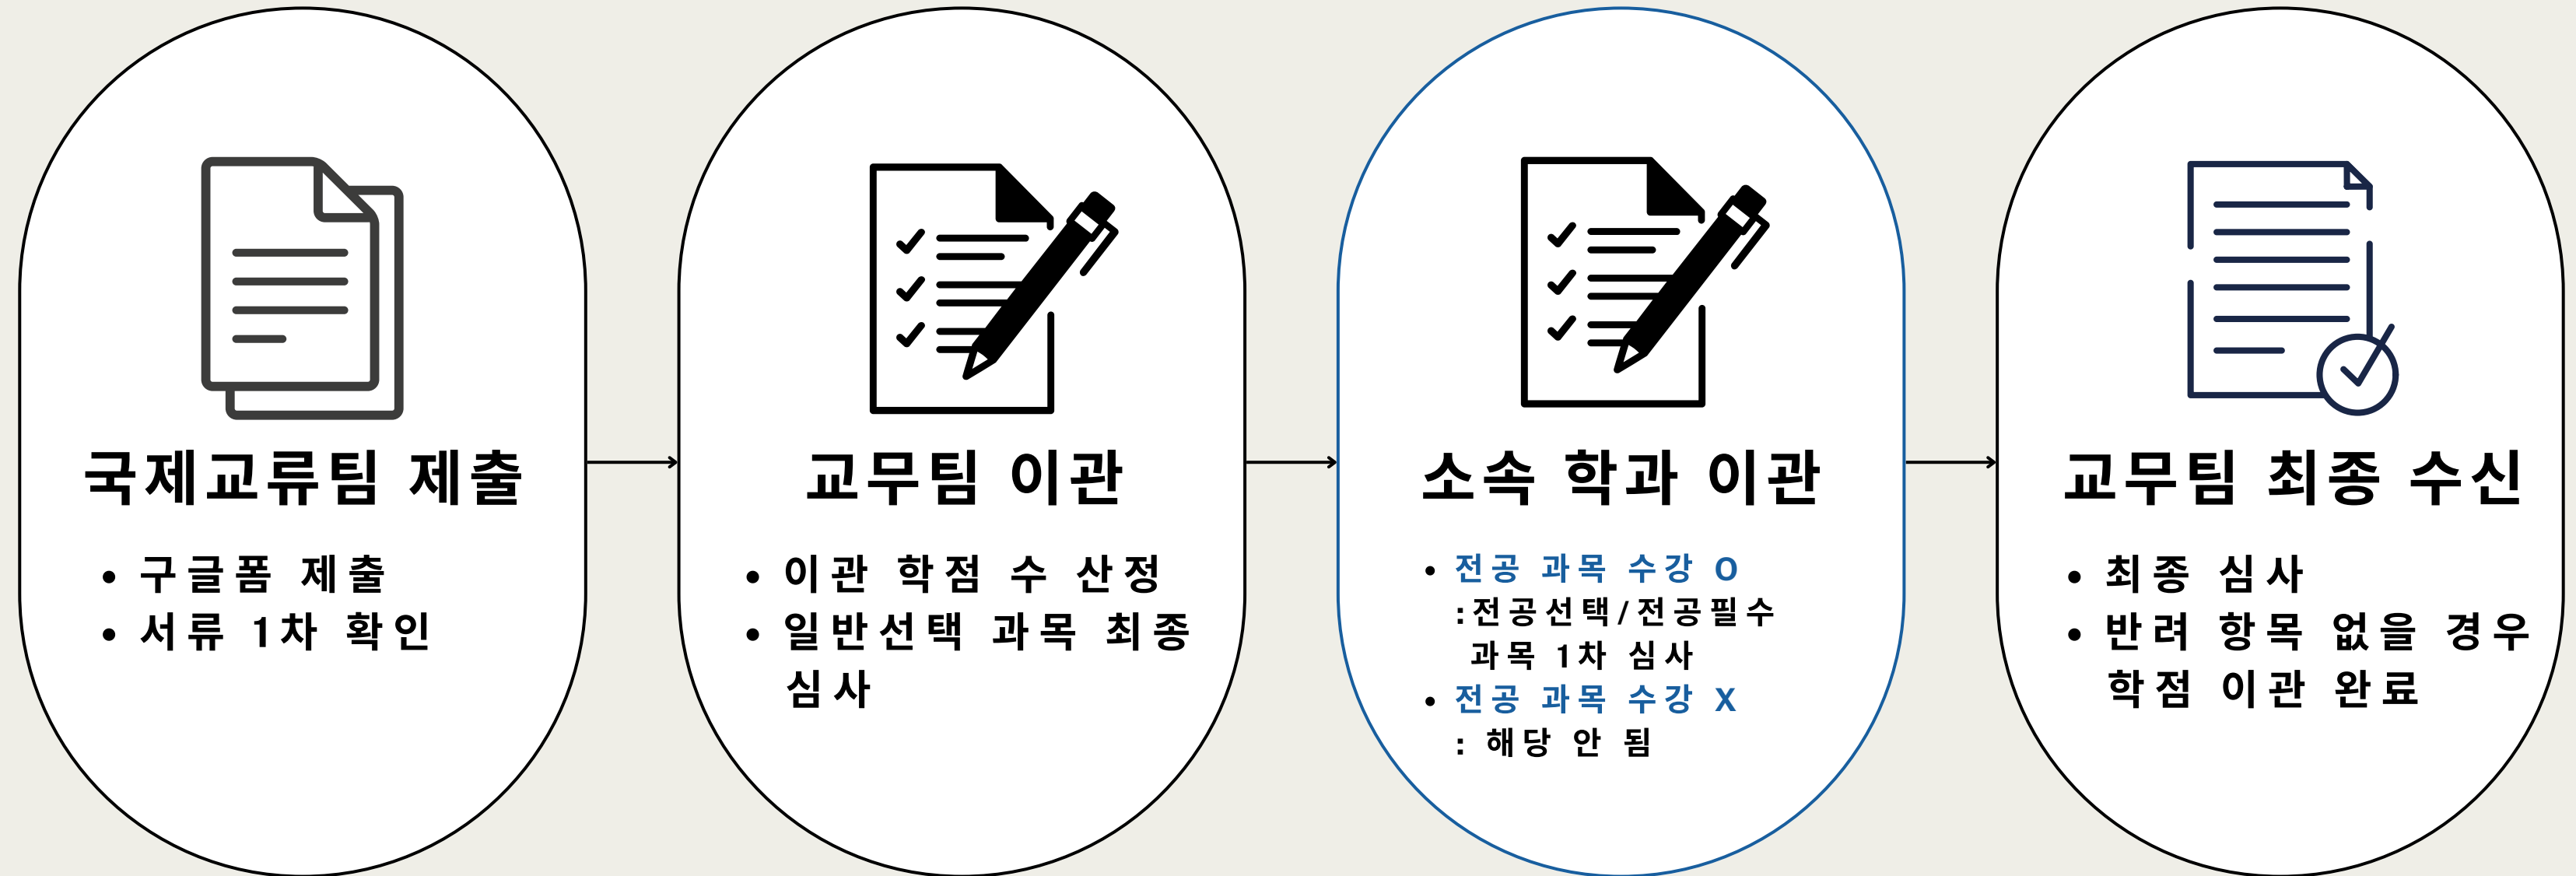 국제교류팀 제출
• 구글폼 제출
• 서류 1차 확인
교무팀 이관
• 이관 학점 수 산정
• 일반선택 과목 최종
심사
소속 학과 이관
• 전공 과목 수강 O
:전공선택/전공필수
과목 1차 심사
• 전공 과목 수강 X
: 해당 안 됨
교무팀 최종 수신
• 최종 심사
• 반려 항목 없을 경우
학점 이관 완료